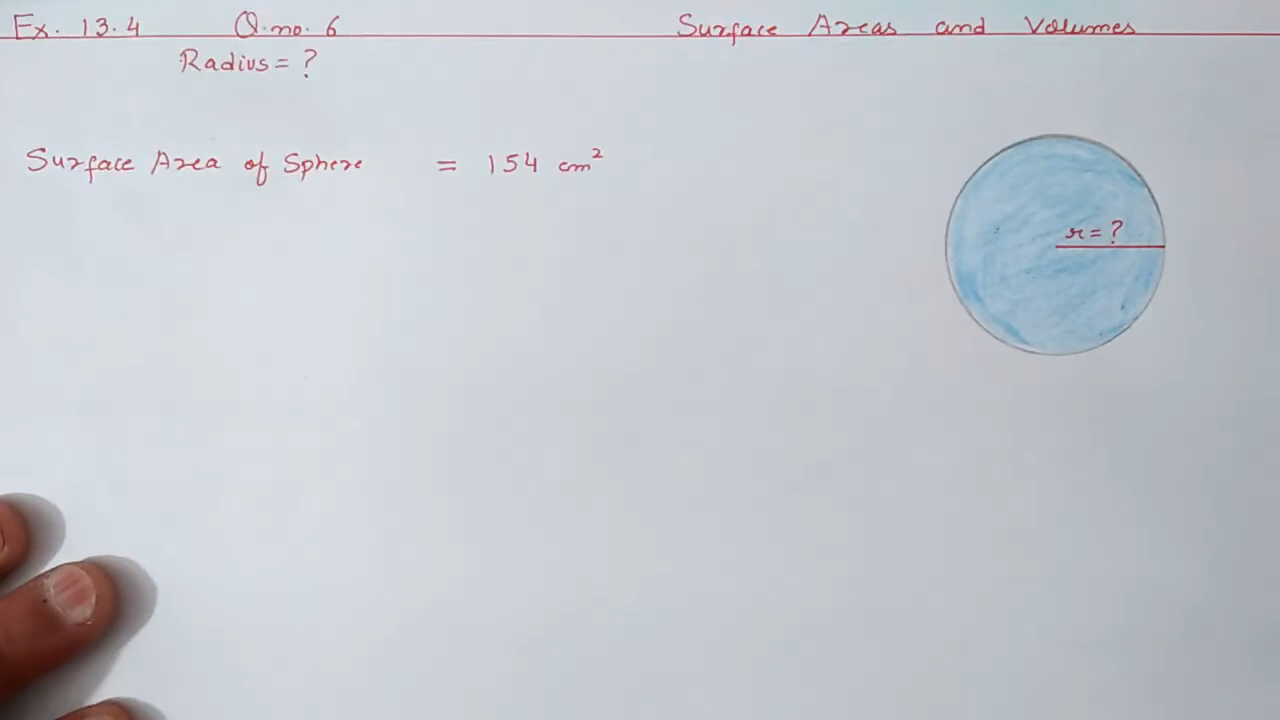 Ex. 13.4 Q.no. 6 Surface Areas and Volumes
Radius = ?
Surface Area of Sphere = 154 cm²
r = ?